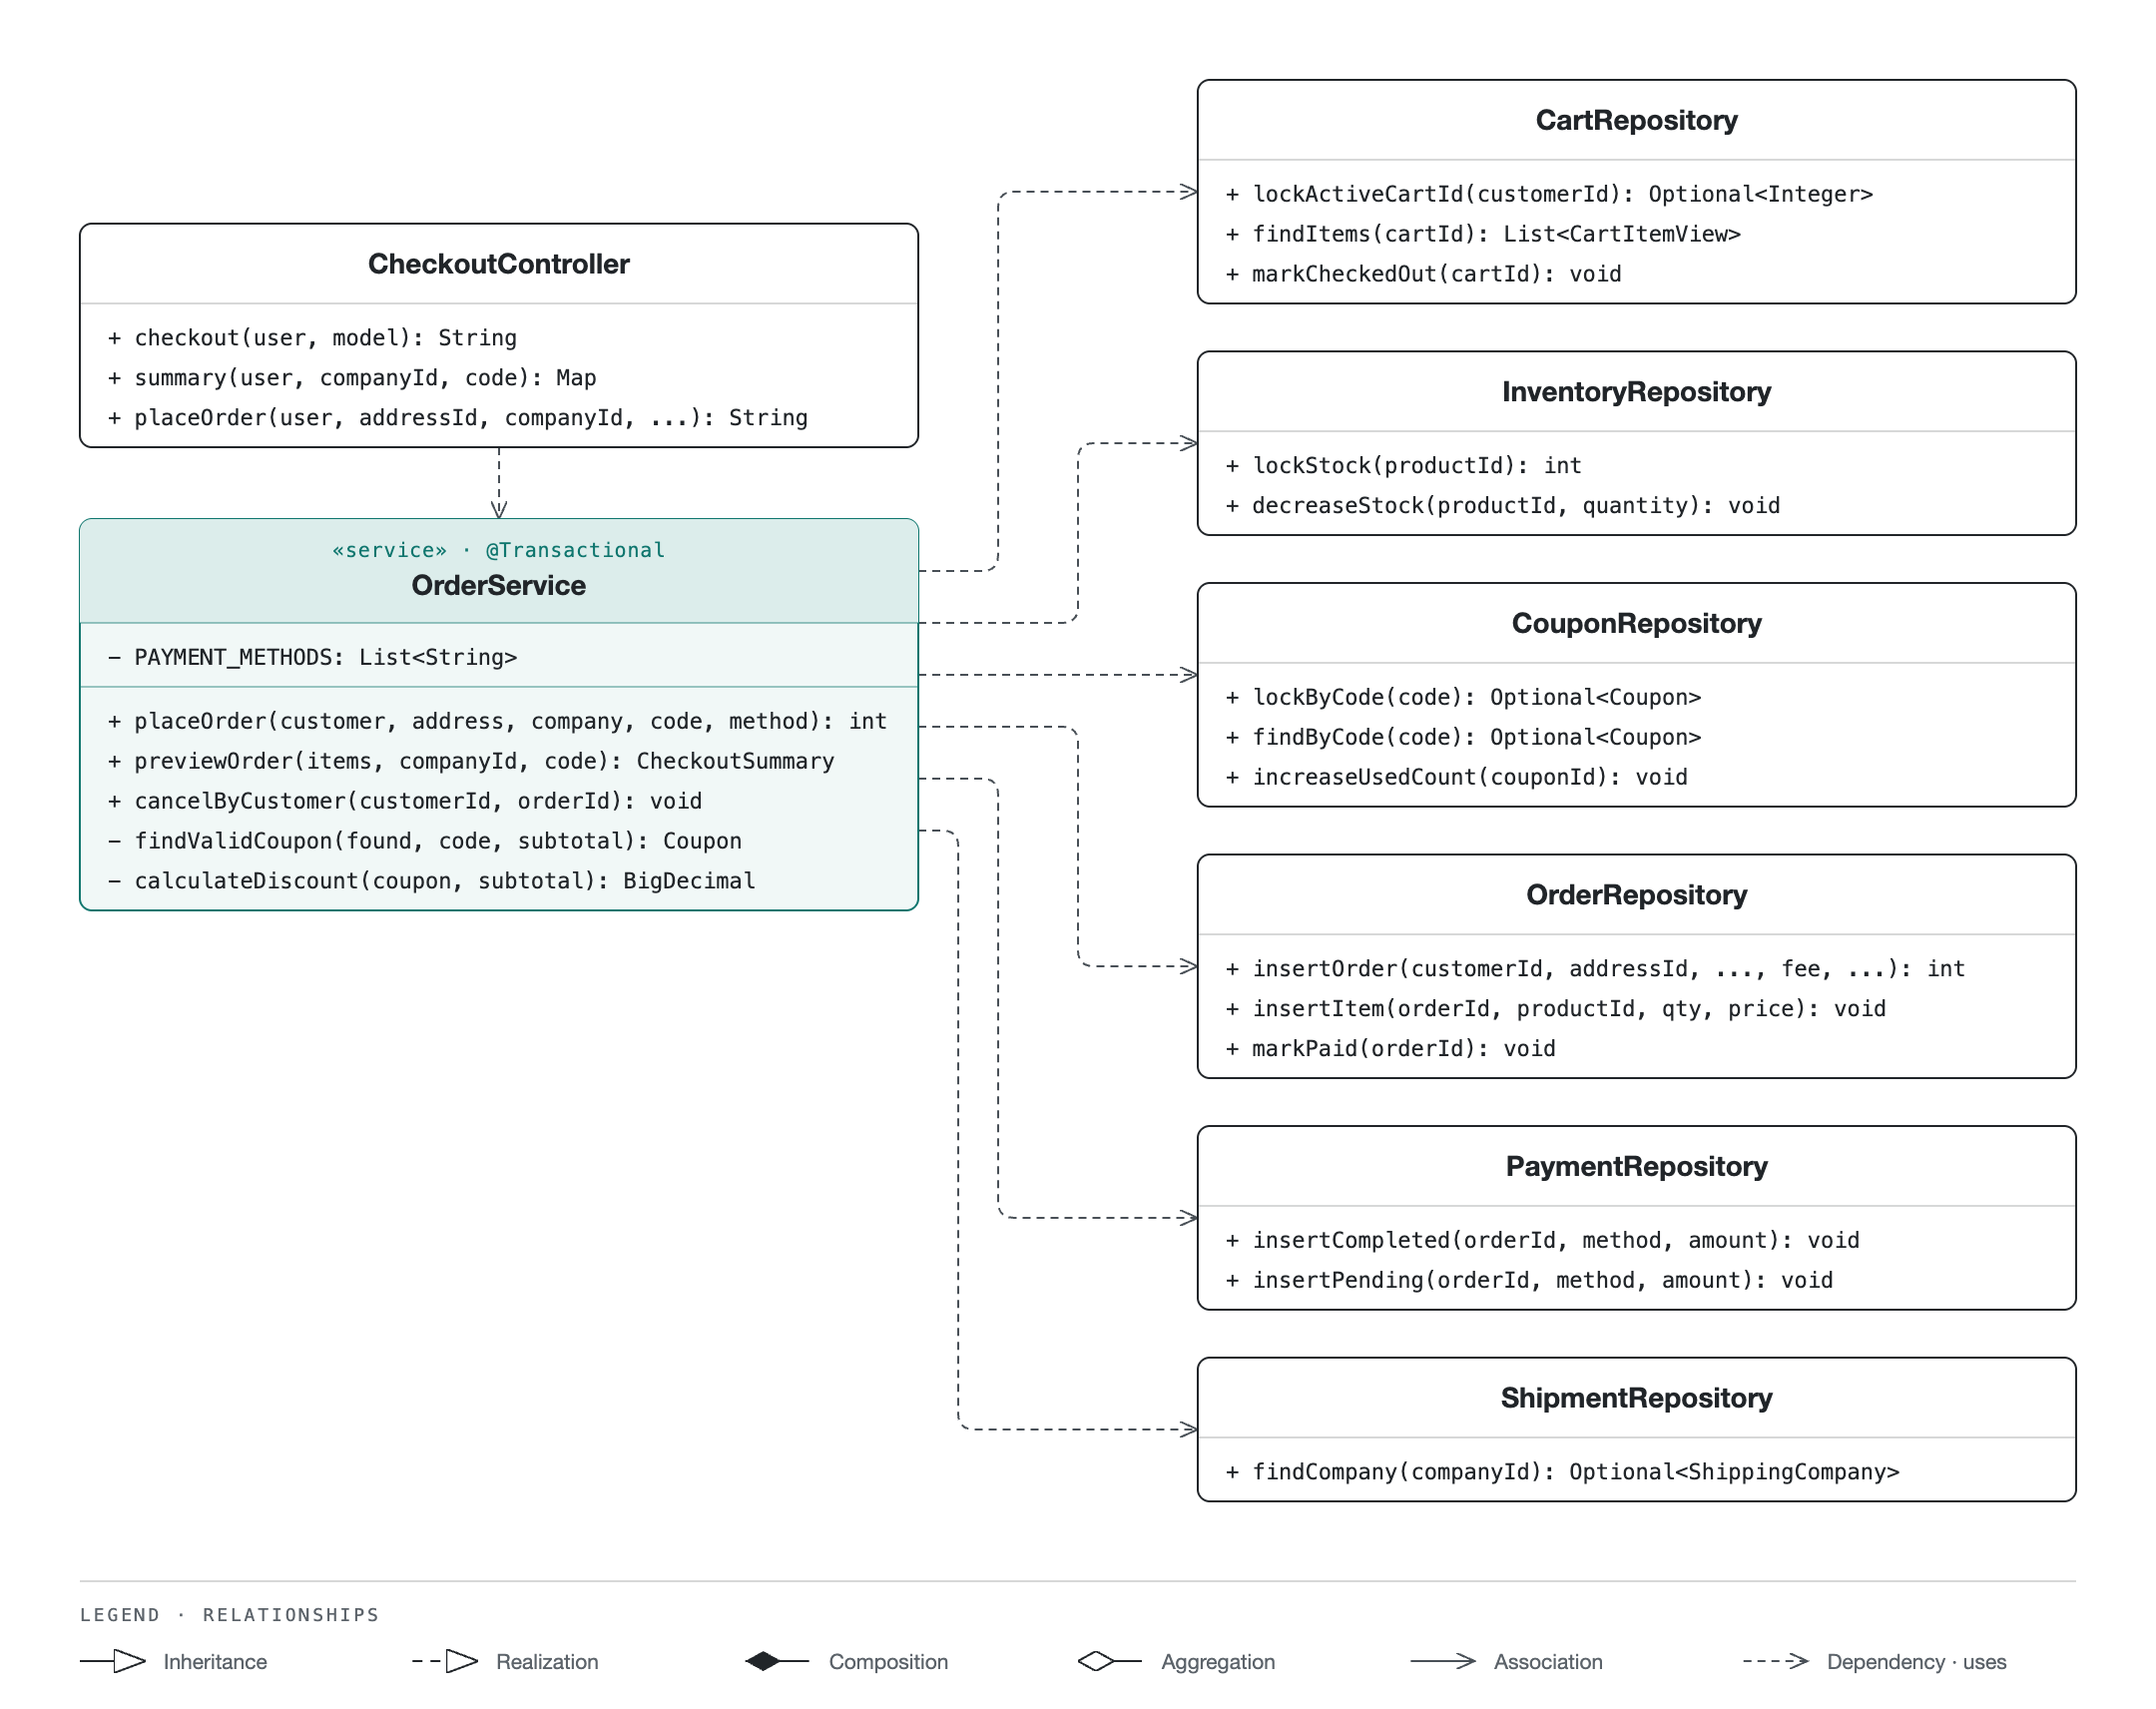 CheckoutController
+ checkout(user, model): String
+ summary(user, companyId, code): Map
+ placeOrder(user, addressId, companyId, ...): String
«service» · @Transactional
OrderService
− PAYMENT_METHODS: List<String>
+ placeOrder(customer, address, company, code, method): int
+ previewOrder(items, companyId, code): CheckoutSummary
+ cancelByCustomer(customerId, orderId): void
− findValidCoupon(found, code, subtotal): Coupon
− calculateDiscount(coupon, subtotal): BigDecimal
CartRepository
+ lockActiveCartId(customerId): Optional<Integer>
+ findItems(cartId): List<CartItemView>
+ markCheckedOut(cartId): void
InventoryRepository
+ lockStock(productId): int
+ decreaseStock(productId, quantity): void
CouponRepository
+ lockByCode(code): Optional<Coupon>
+ findByCode(code): Optional<Coupon>
+ increaseUsedCount(couponId): void
OrderRepository
+ insertOrder(customerId, addressId, ..., fee, ...): int
+ insertItem(orderId, productId, qty, price): void
+ markPaid(orderId): void
PaymentRepository
+ insertCompleted(orderId, method, amount): void
+ insertPending(orderId, method, amount): void
ShipmentRepository
+ findCompany(companyId): Optional<ShippingCompany>
LEGEND · RELATIONSHIPS
Inheritance
Realization
Composition
Aggregation
Association
Dependency · uses